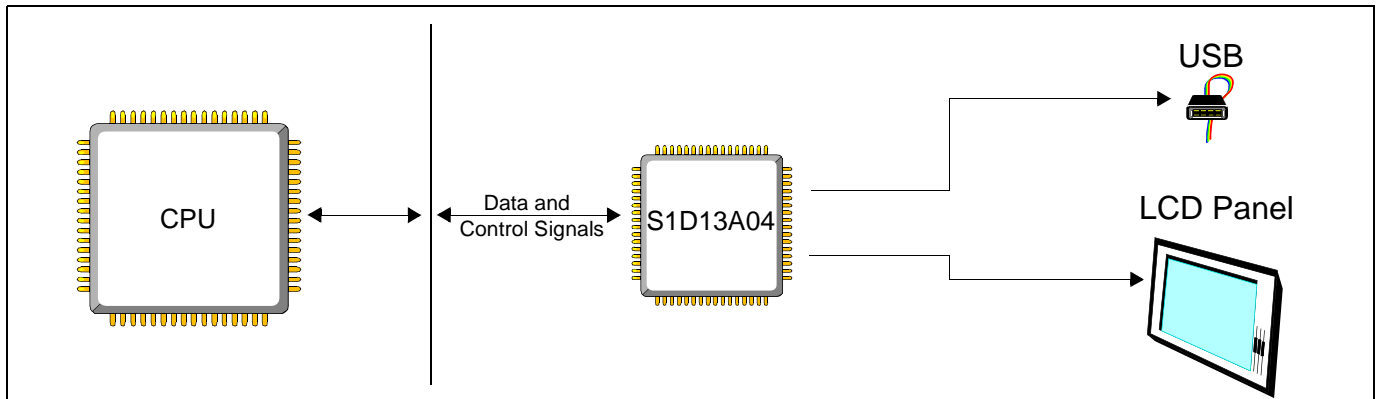 CPU
Data and
Control Signals
S1D13A04
USB
LCD Panel